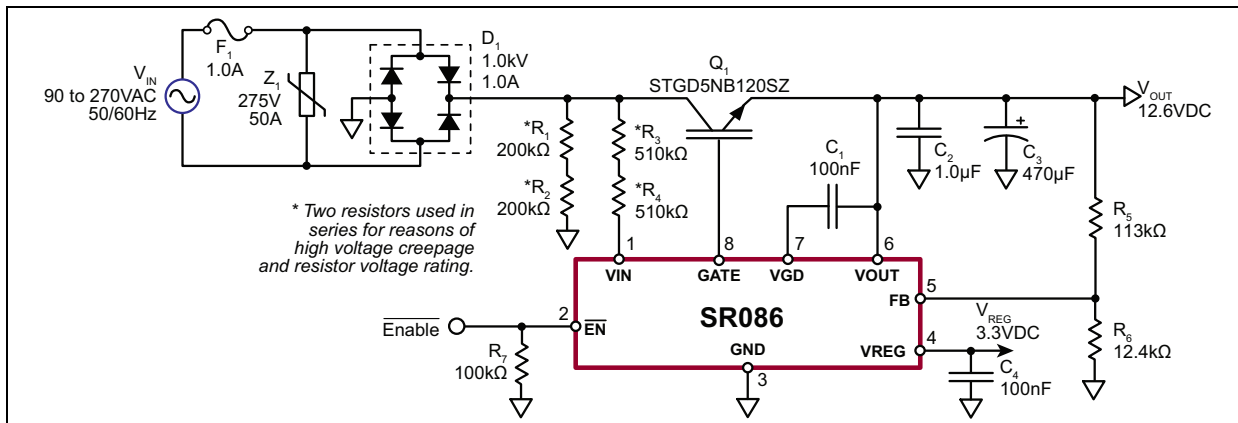 V_IN
90 to 270VAC
50/60Hz
F₁
1.0A
Z₁
275V
50A
D₁
1.0kV
1.0A
Q₁
STGD5NB120SZ
*R₁
200kΩ
*R₂
200kΩ
*R₃
510kΩ
*R₄
510kΩ
C₁
100nF
C₂
1.0µF
+
C₃
470µF
V_OUT
12.6VDC
R₅
113kΩ
* Two resistors used in
series for reasons of
high voltage creepage
and resistor voltage rating.
1
8
7
6
VIN
GATE
VGD
VOUT
5
FB
Enable
2
EN
SR086
V_REG
3.3VDC
4
VREG
R₆
12.4kΩ
R₇
100kΩ
GND
3
C₄
100nF